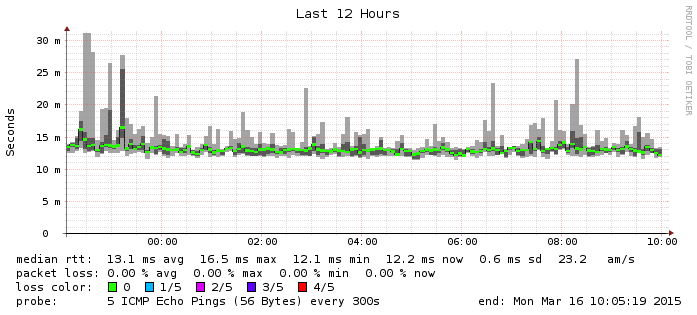 Last 12 Hours
RRDTOOL / TOBI OETIKER
Seconds
30 m
25 m
20 m
15 m
10 m
5 m
0
00:00 02:00 04:00 06:00 08:00 10:00
median rtt: 13.1 ms avg 16.5 ms max 12.1 ms min 12.2 ms now 0.6 ms sd 23.2 am/s
packet loss: 0.00 % avg 0.00 % max 0.00 % min 0.00 % now
loss color: 0 1/5 2/5 3/5 4/5
probe: 5 ICMP Echo Pings (56 Bytes) every 300s end: Mon Mar 16 10:05:19 2015